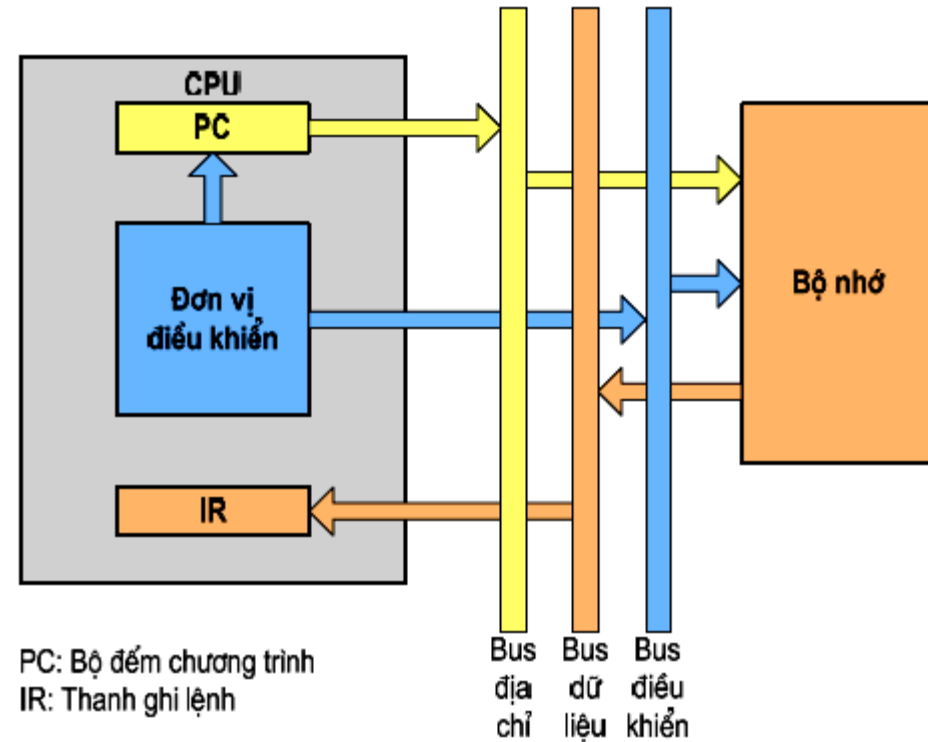 CPU
PC
Đơn vị
điều khiển
IR
Bộ nhớ
Bus
địa
chỉ
Bus
dữ
liệu
Bus
điều
khiển
PC: Bộ đếm chương trình
IR: Thanh ghi lệnh